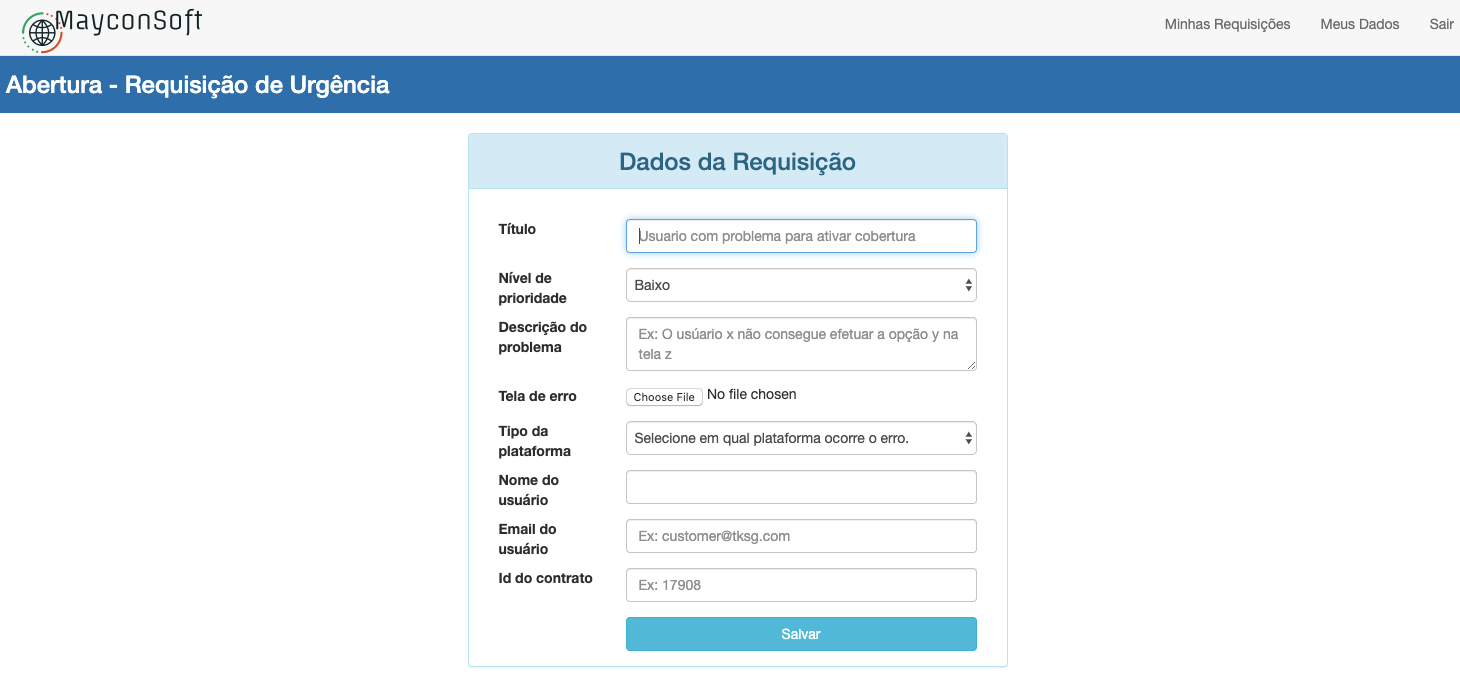 MayconSoft
Minhas Requisições Meus Dados Sair
Abertura - Requisição de Urgência
Dados da Requisição
Título
Usuario com problema para ativar cobertura
Nível de
prioridade
Baixo
Descrição do
problema
Ex: O usúario x não consegue efetuar a opção y na
tela z
Tela de erro
Choose File No file chosen
Tipo da
plataforma
Selecione em qual plataforma ocorre o erro.
Nome do
usuário
Email do
usuário
Ex: customer@tksg.com
Id do contrato
Ex: 17908
Salvar